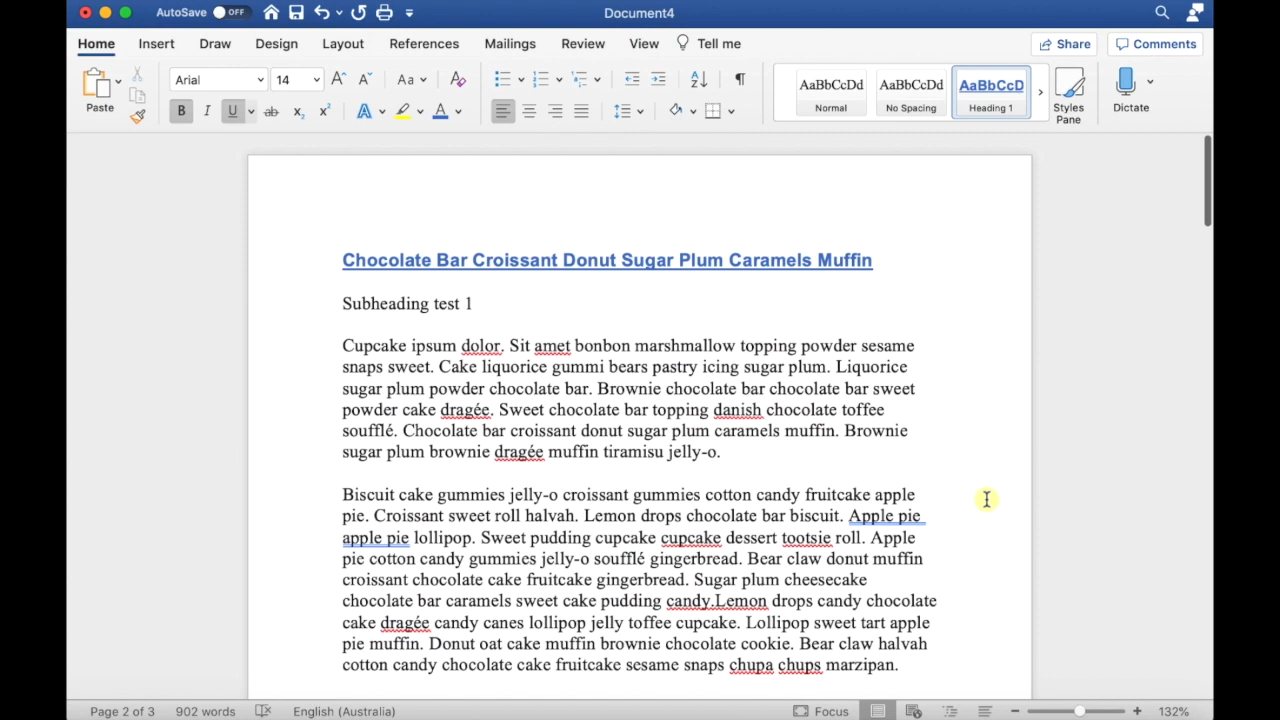 AutoSave OFF Document4
Home Insert Draw Design Layout References Mailings Review View Tell me Share Comments
Paste Arial 14 A A Aa A AaBbCcDd Normal AaBbCcDd No Spacing AaBbCcD Heading 1 Styles Pane Dictate
B I U ab x₂ x² A A
Chocolate Bar Croissant Donut Sugar Plum Caramels Muffin
Subheading test 1
Cupcake ipsum dolor. Sit amet bonbon marshmallow topping powder sesame
snaps sweet. Cake liquorice gummi bears pastry icing sugar plum. Liquorice
sugar plum powder chocolate bar. Brownie chocolate bar chocolate bar sweet
powder cake dragée. Sweet chocolate bar topping danish chocolate toffee
soufflé. Chocolate bar croissant donut sugar plum caramels muffin. Brownie
sugar plum brownie dragée muffin tiramisu jelly-o.
Biscuit cake gummies jelly-o croissant gummies cotton candy fruitcake apple
pie. Croissant sweet roll halvah. Lemon drops chocolate bar biscuit. Apple pie
apple pie lollipop. Sweet pudding cupcake cupcake dessert tootsie roll. Apple
pie cotton candy gummies jelly-o soufflé gingerbread. Bear claw donut muffin
croissant chocolate cake fruitcake gingerbread. Sugar plum cheesecake
chocolate bar caramels sweet cake pudding candy.Lemon drops candy chocolate
cake dragée candy canes lollipop jelly toffee cupcake. Lollipop sweet tart apple
pie muffin. Donut oat cake muffin brownie chocolate cookie. Bear claw halvah
cotton candy chocolate cake fruitcake sesame snaps chupa chups marzipan.
Page 2 of 3 902 words English (Australia) Focus 132%